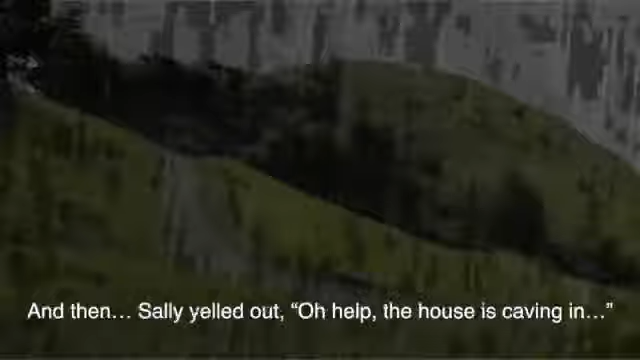 And then… Sally yelled out, “Oh help, the house is caving in…”